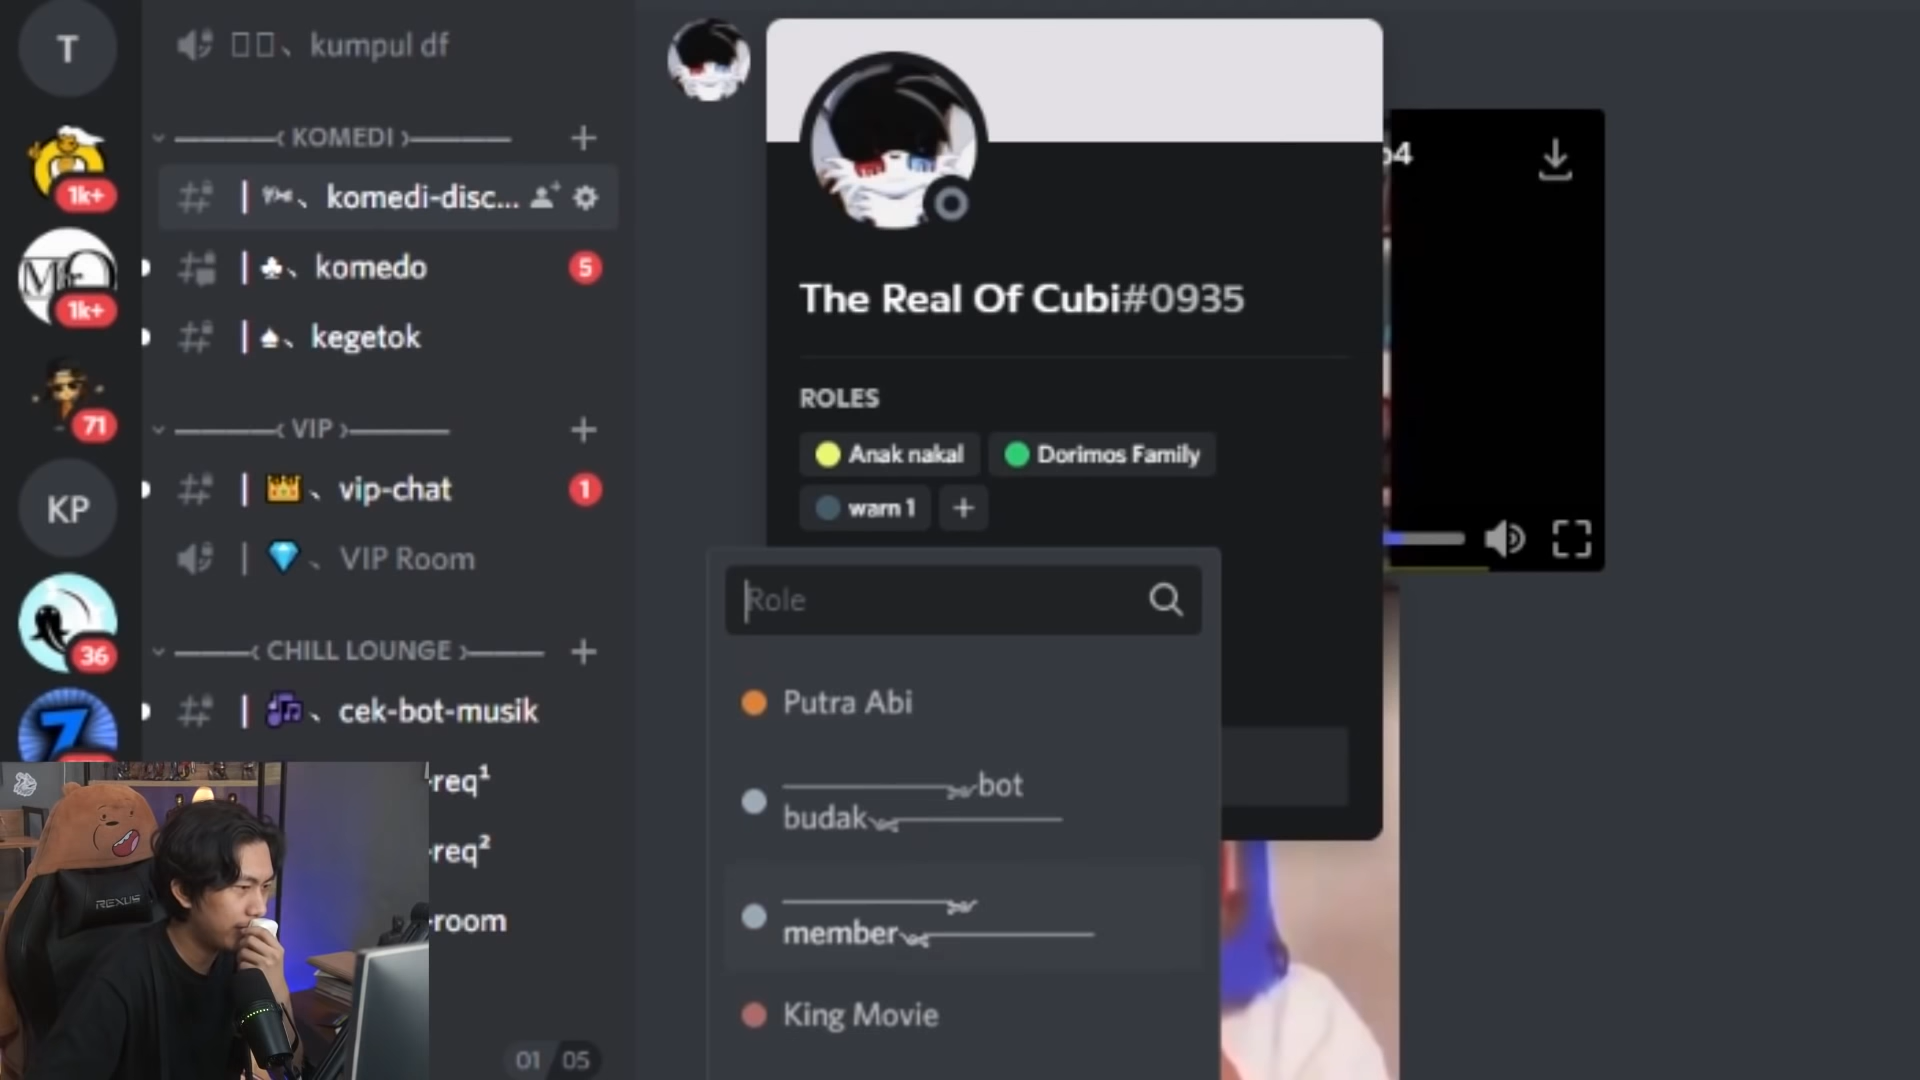 T
kumpul df
KOMEDI
1k+
komedi-disc...
1k+
komedo
5
kegetok
71
VIP
KP
vip-chat
1
VIP Room
36
CHILL LOUNGE
7
cek-bot-musik
-req¹
-req²
-room
REXUS
01 / 05
p4
The Real Of Cubi#0935
ROLES
Anak nakal
Dorimos Family
warn 1
Role
Putra Abi
bot
budak
member
King Movie